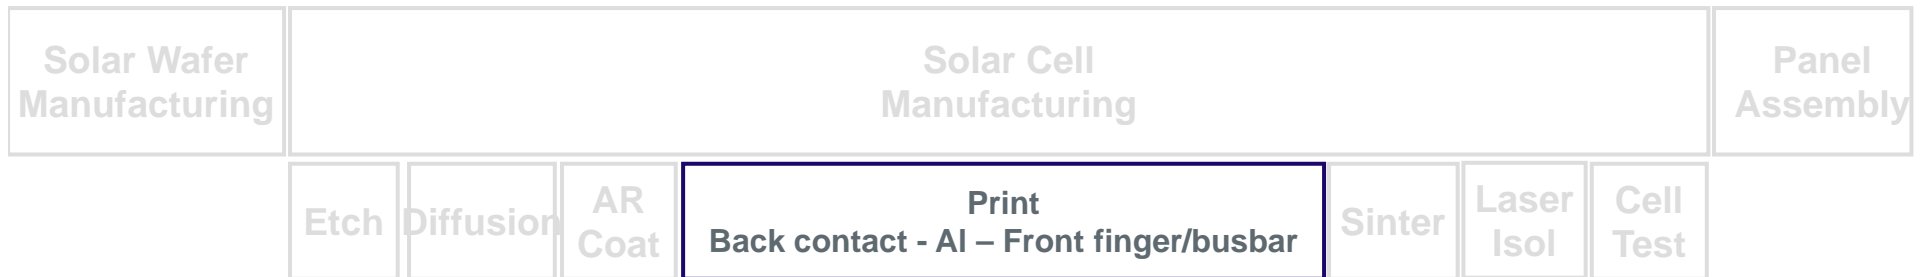 Solar Wafer
Manufacturing
Solar Cell
Manufacturing
Panel
Assembly
Etch
Diffusion
AR
Coat
Print
Back contact - Al – Front finger/busbar
Sinter
Laser
Isol
Cell
Test